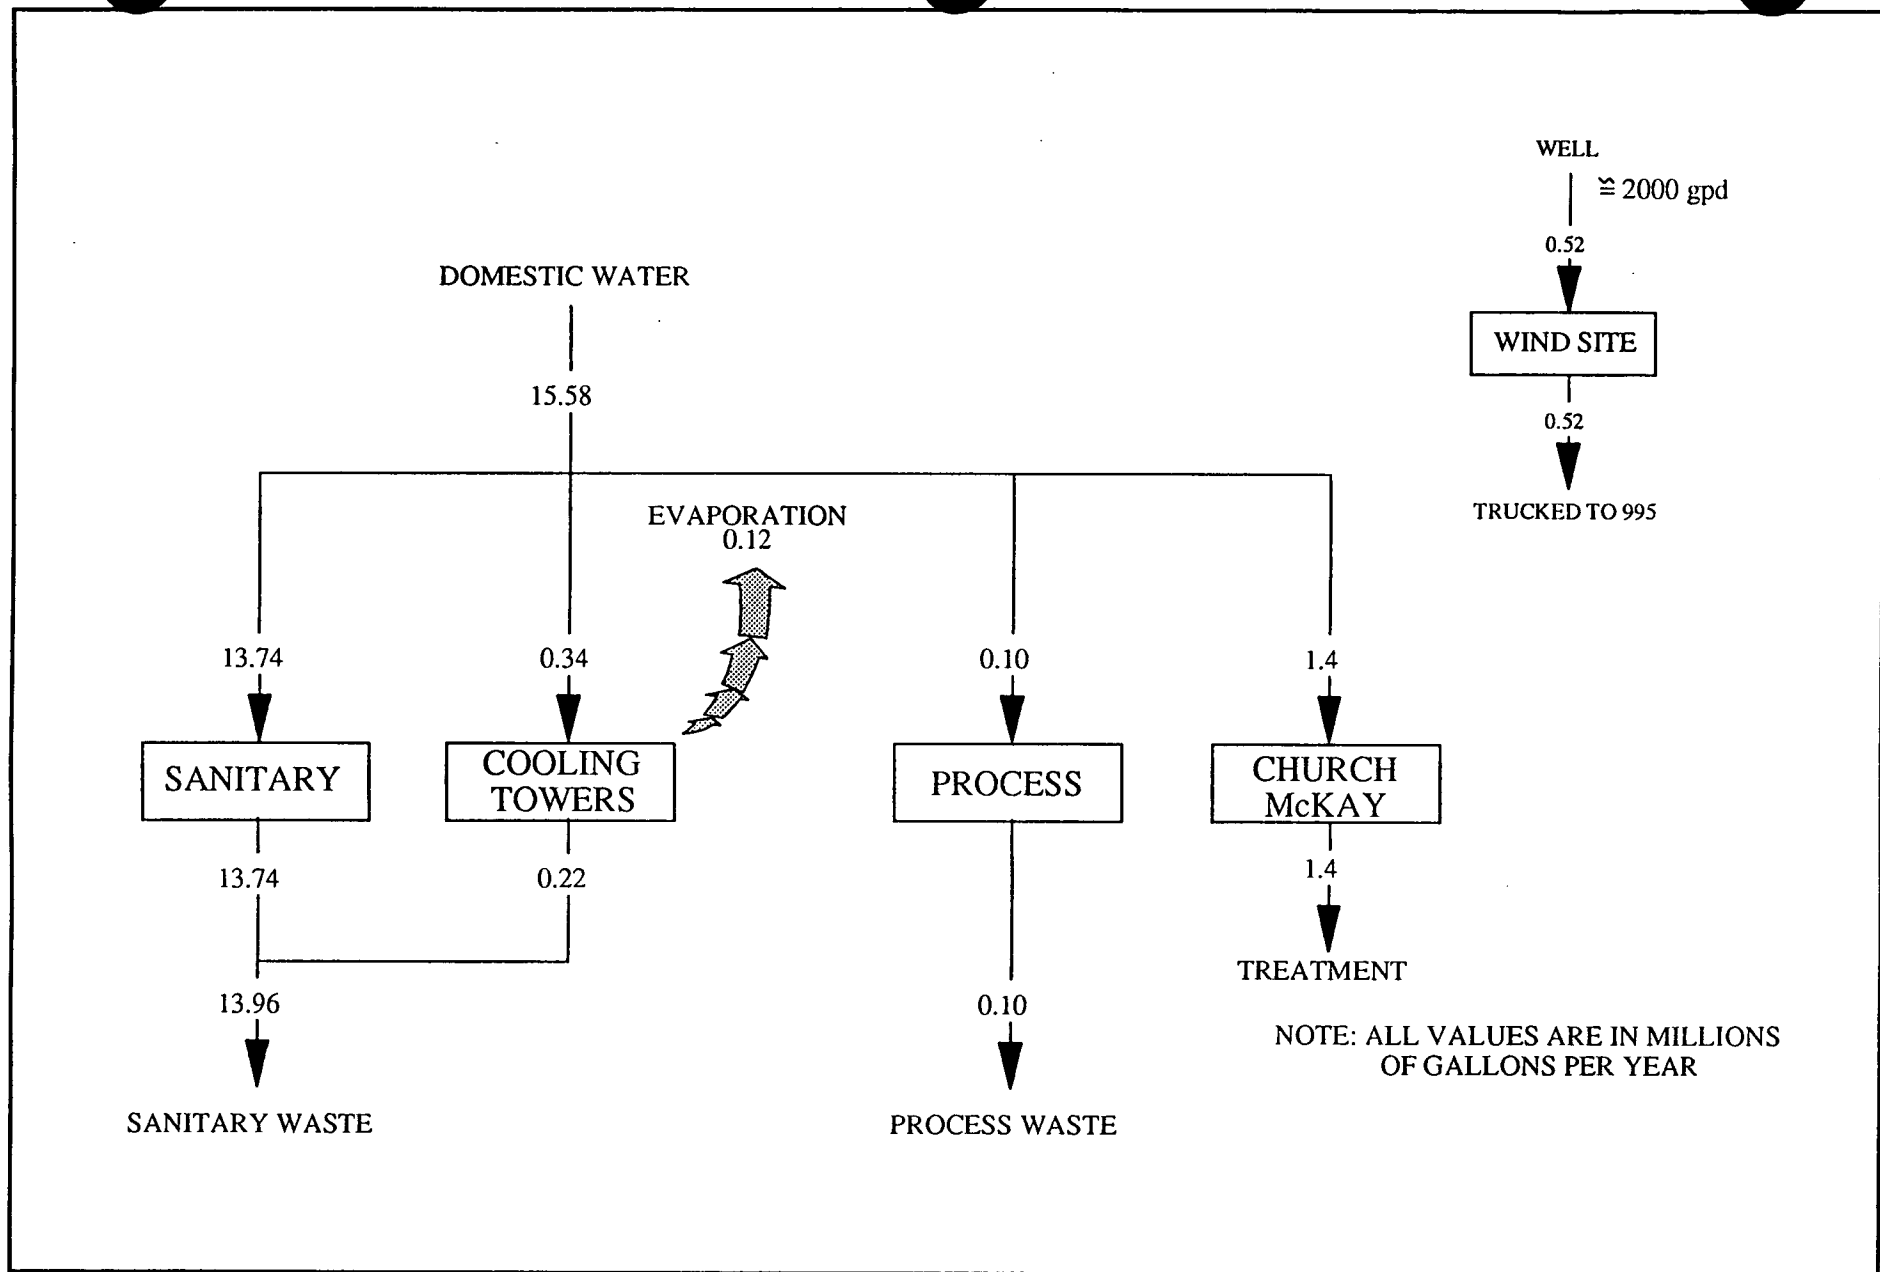 WELL
≅ 2000 gpd
0.52
WIND SITE
0.52
TRUCKED TO 995
DOMESTIC WATER
15.58
EVAPORATION
0.12
13.74
0.34
0.10
1.4
SANITARY
COOLING
TOWERS
PROCESS
CHURCH
McKAY
13.74
0.22
1.4
TREATMENT
13.96
0.10
NOTE: ALL VALUES ARE IN MILLIONS
OF GALLONS PER YEAR
SANITARY WASTE
PROCESS WASTE